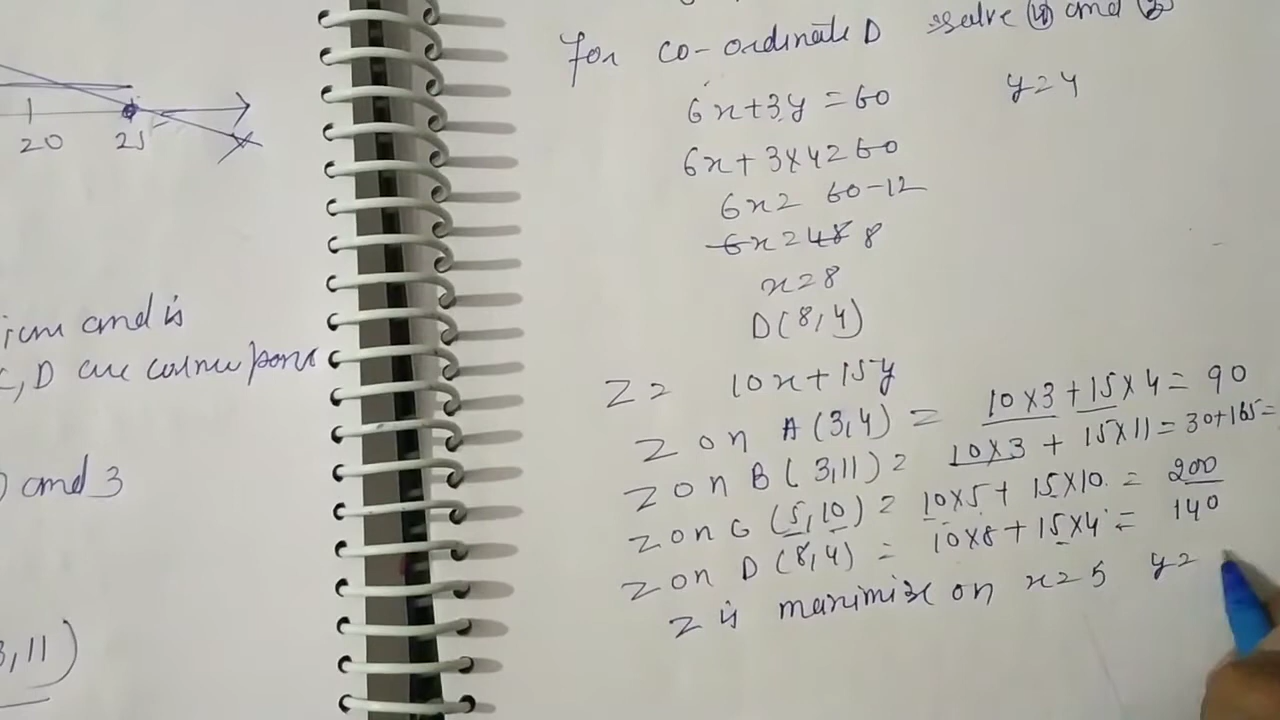 20 25
ium and is
C, D are corner point
) and 3
3,11)
for co-ordinate D solve (4) and (3)
6x+3y=60 y=4
6x+3×4=60
6x= 60-12
6x=48 8
x=8
D(8,4)
Z= 10x+15y
Z on A(3,4) = 10×3+15×4= 90
Z on B(3,11)= 10×3 + 15×11=30+165=
Z on C(5,10)= 10×5+ 15×10. = 200
Z on D(8,4) = 10×8+15×4= 140
Z is maximize on x=5 y=